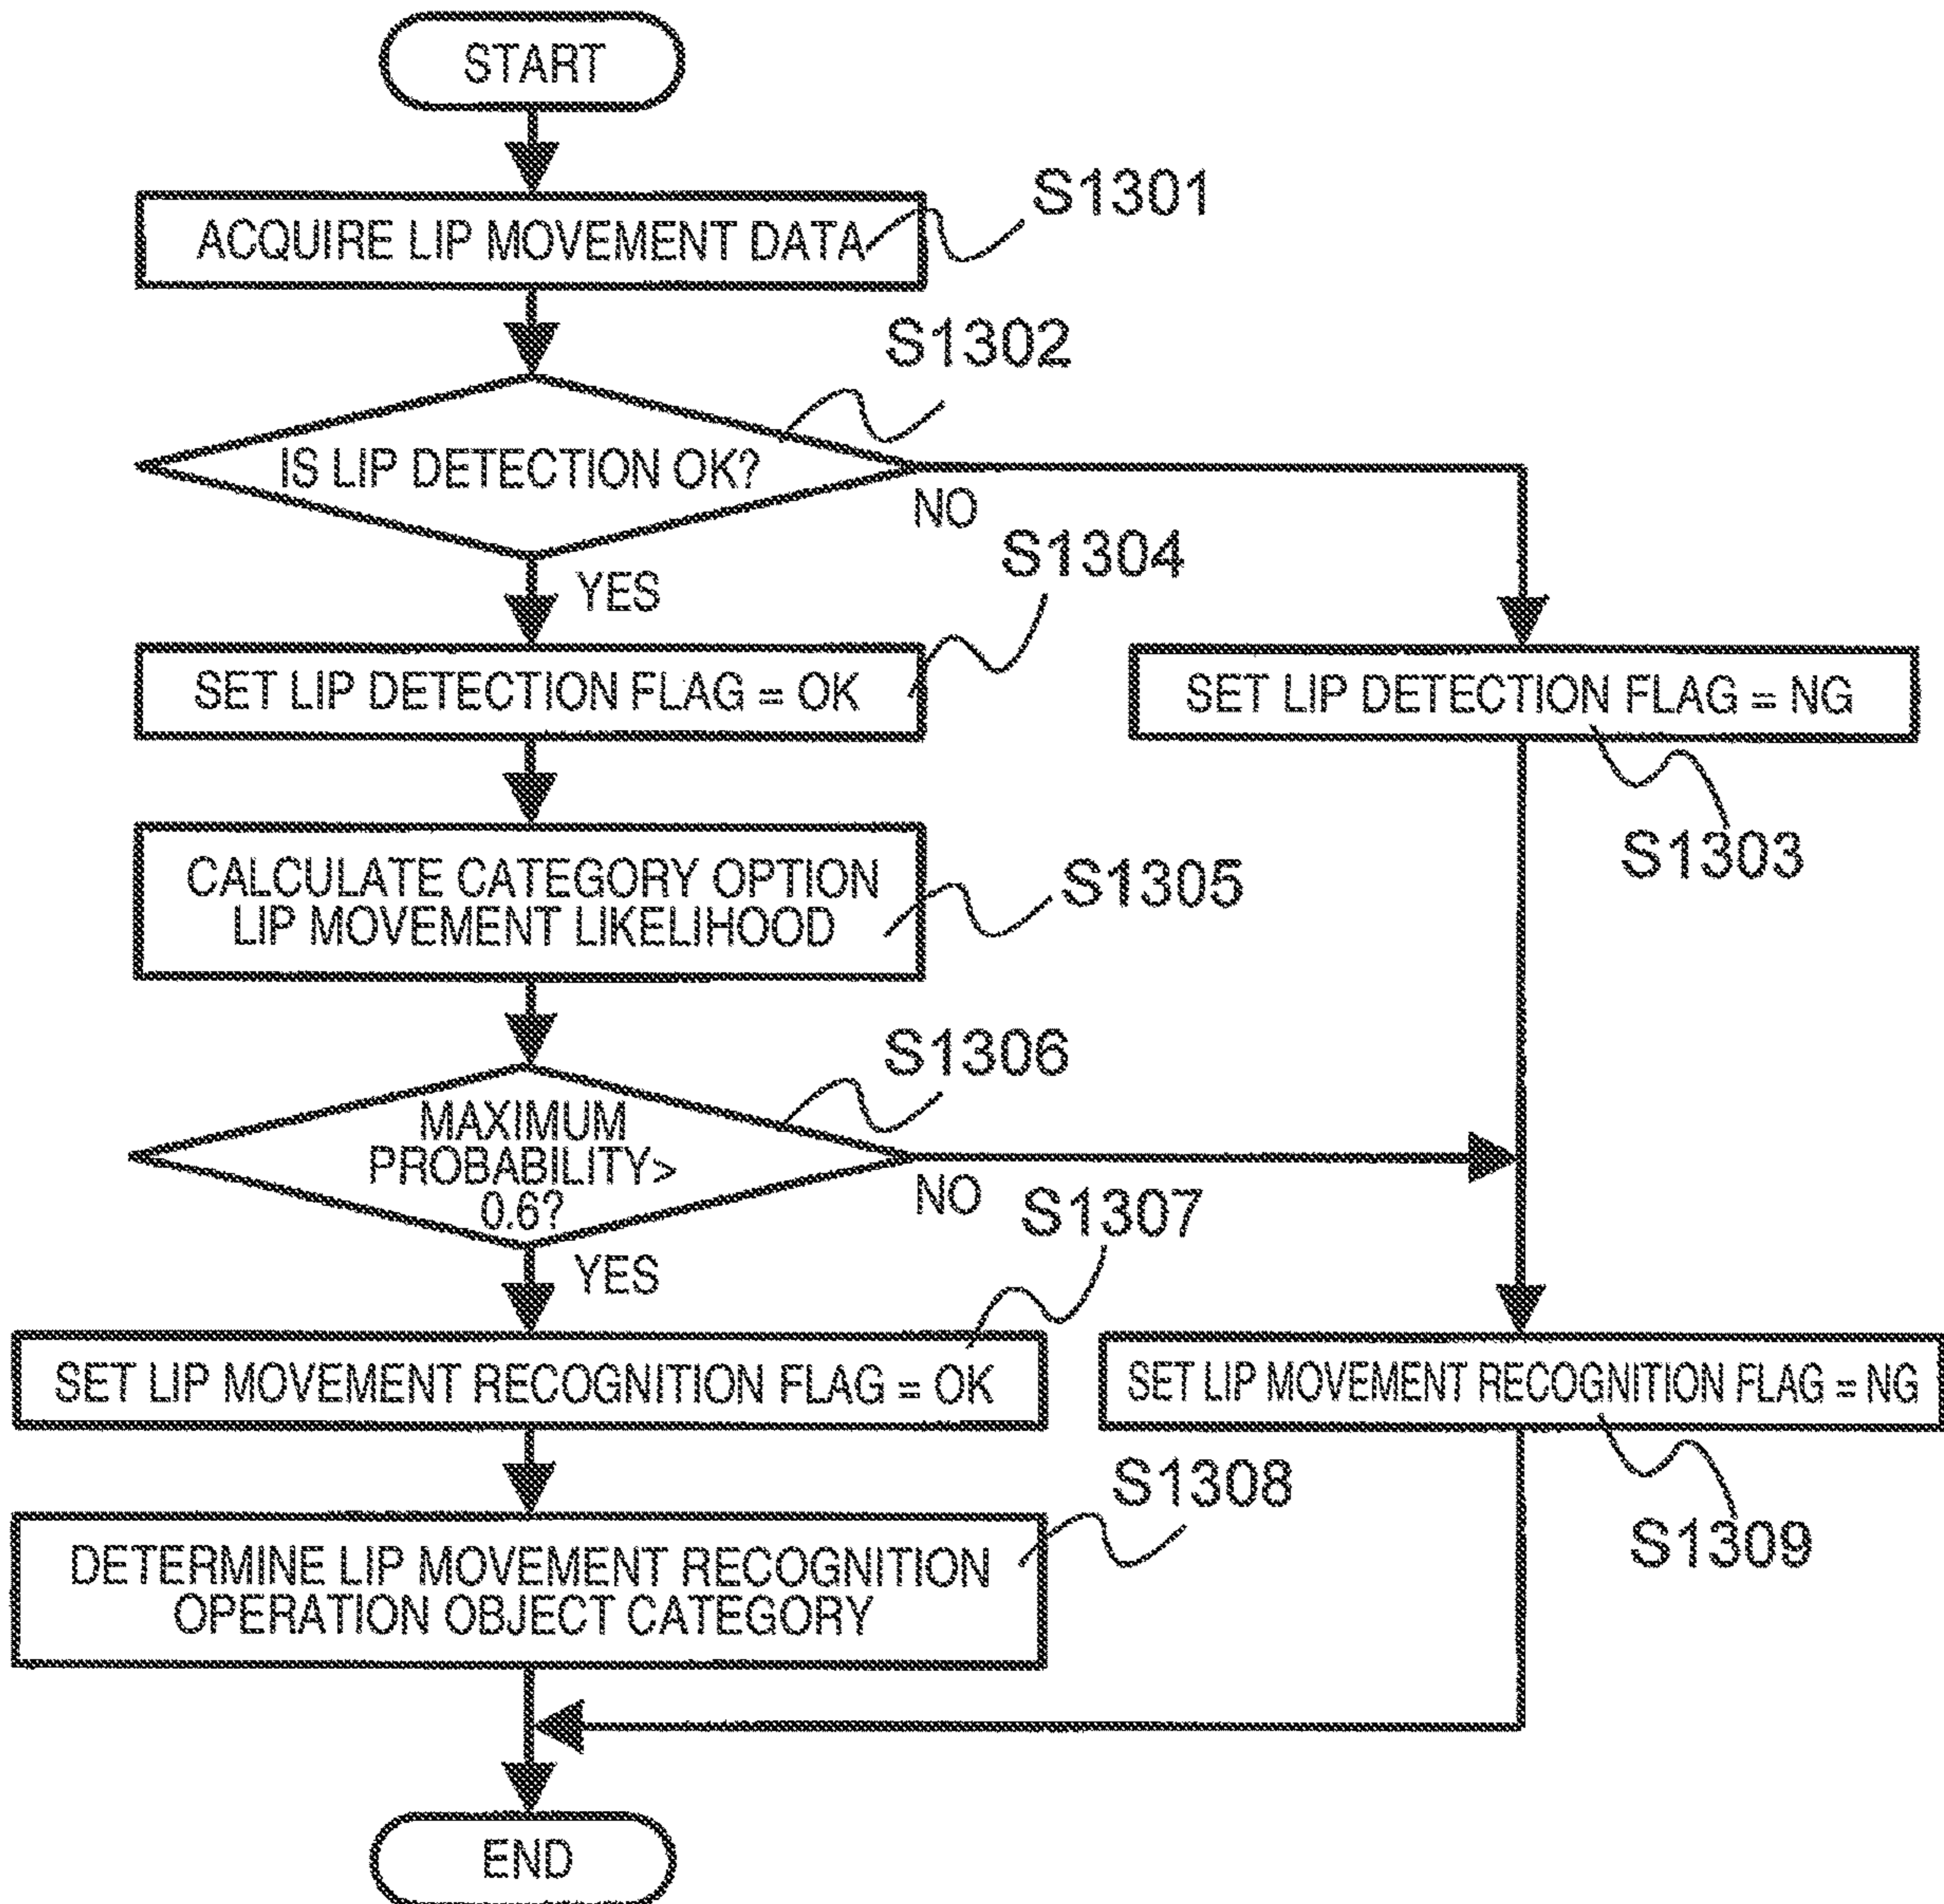 START
S1301
ACQUIRE LIP MOVEMENT DATA
S1302
IS LIP DETECTION OK?
NO
YES
S1304
SET LIP DETECTION FLAG = OK
SET LIP DETECTION FLAG = NG
S1303
CALCULATE CATEGORY OPTION
LIP MOVEMENT LIKELIHOOD
S1305
S1306
MAXIMUM
PROBABILITY>
0.6?
NO
YES
S1307
SET LIP MOVEMENT RECOGNITION FLAG = OK
SET LIP MOVEMENT RECOGNITION FLAG = NG
S1309
S1308
DETERMINE LIP MOVEMENT RECOGNITION
OPERATION OBJECT CATEGORY
END